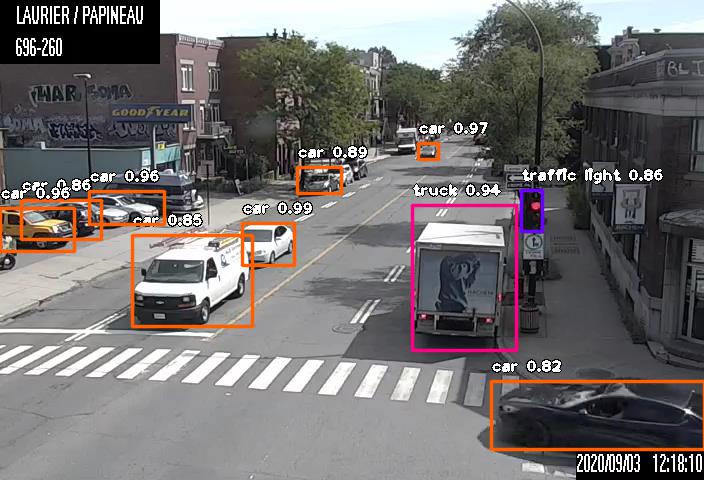 LAURIER / PAPINEAU
696-260
GOODYEAR
car 0.97
car 0.89
traffic light 0.86
car 0.96
car 0.86
car 0.96
truck 0.94
car 0.99
car 0.85
MACHEN
car 0.82
2020/09/03 12:18:10